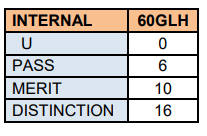 INTERNAL 60GLH
U 0
PASS 6
MERIT 10
DISTINCTION 16